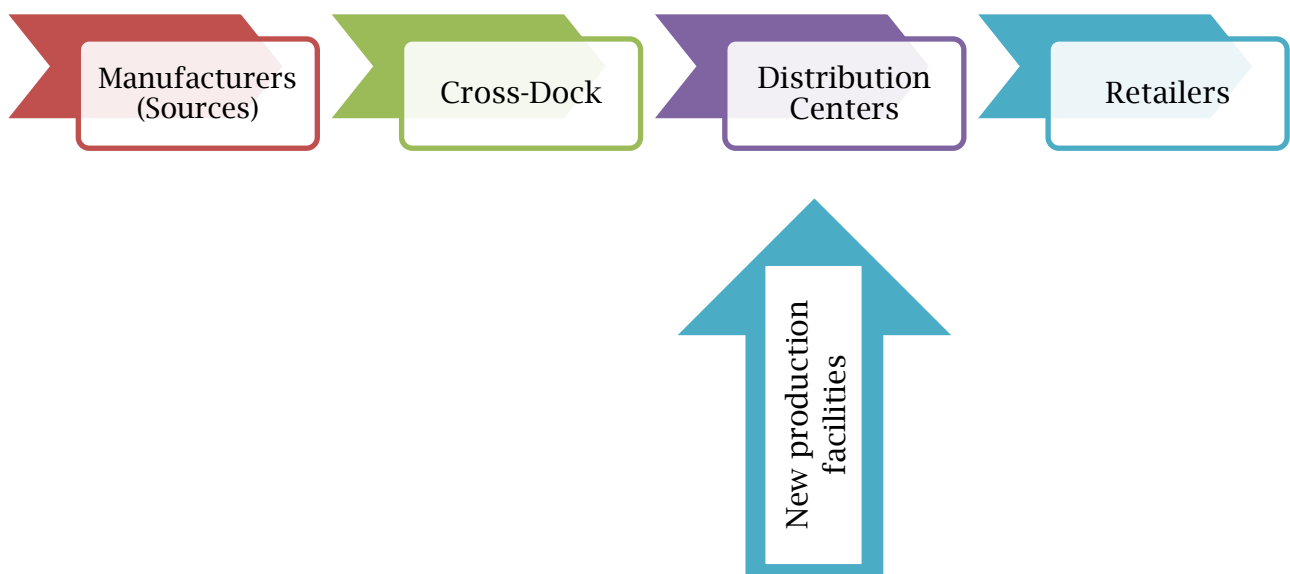 Manufacturers
(Sources)
Cross-Dock
Distribution
Centers
Retailers
New production
facilities